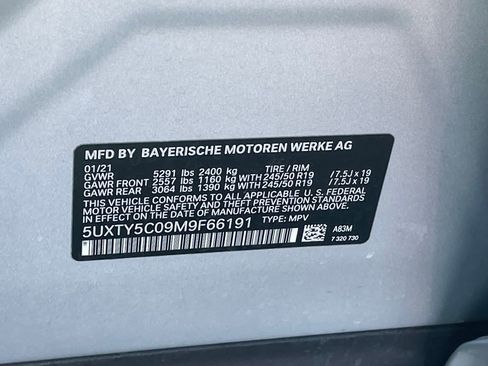 MFD BY BAYERISCHE MOTOREN WERKE AG
01/21
GVWR 5291 lbs 2400 kg TIRE / RIM
GAWR FRONT 2557 lbs 1160 kg WITH 245/50 R19 / 7.5J x 19
GAWR REAR 3064 lbs 1390 kg WITH 245/50 R19 / 7.5J x 19
THIS VEHICLE CONFORMS TO ALL APPLICABLE FEDERAL
MOTOR VEHICLE SAFETY STANDARDS IN EFFECT ON THE
DATE OF MANUFACTURE SHOWN ABOVE.
5UXTY5C09M9F66191 TYPE: MPV
A83M
7 320 730